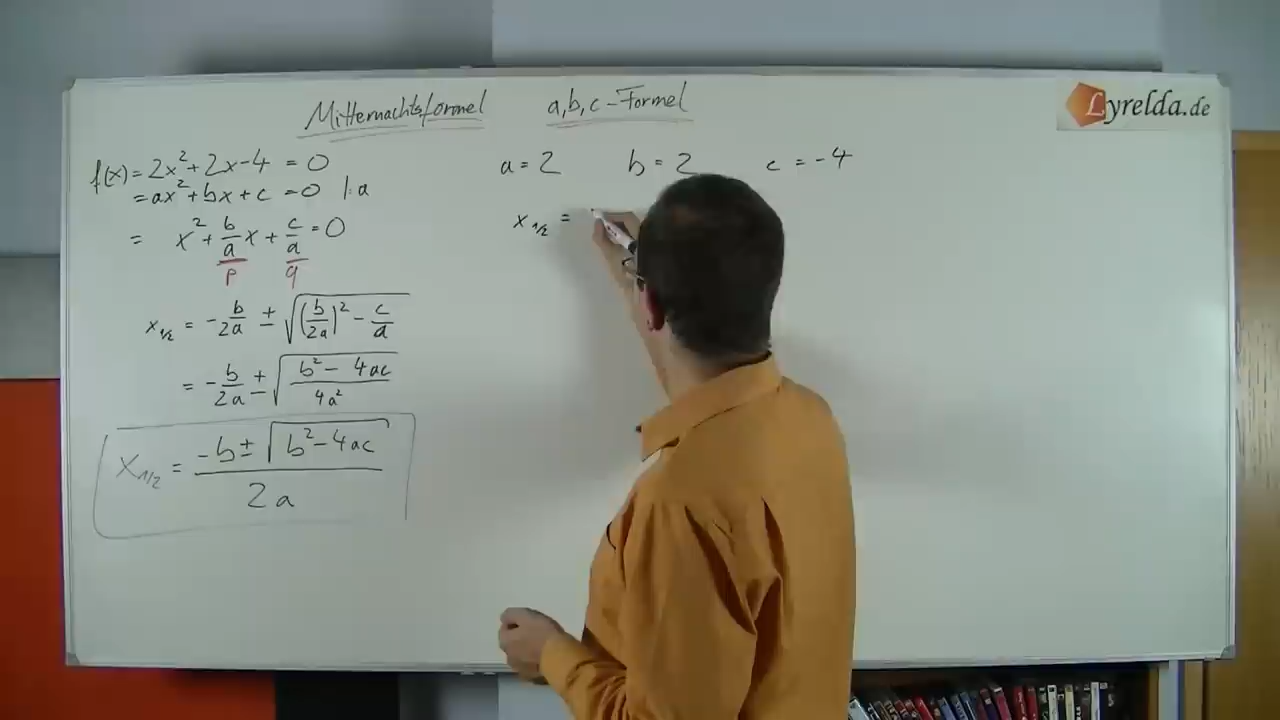 Mitternachtsformel a,b,c-Formel
Lyrelda.de
f(x) = 2x² + 2x - 4 = 0
= ax² + bx + c = 0 |:a
= x² + b/a x + c/a = 0
p q
x₁/₂ = - b/2a ± √((b/2a)² - c/a)
= - b/2a ± √((b² - 4ac)/4a²)
x₁/₂ = (-b ± √(b² - 4ac))/2a
a = 2 b = 2 c = -4
x₁/₂ =